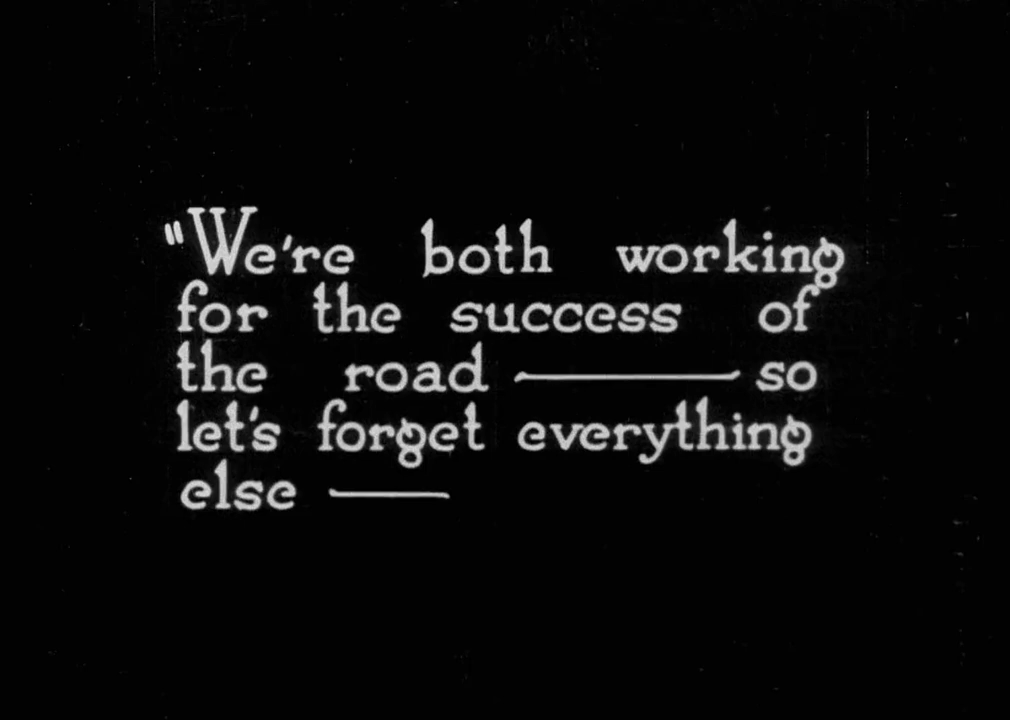 "We're both working
for the success of
the road — so
let's forget everything
else —